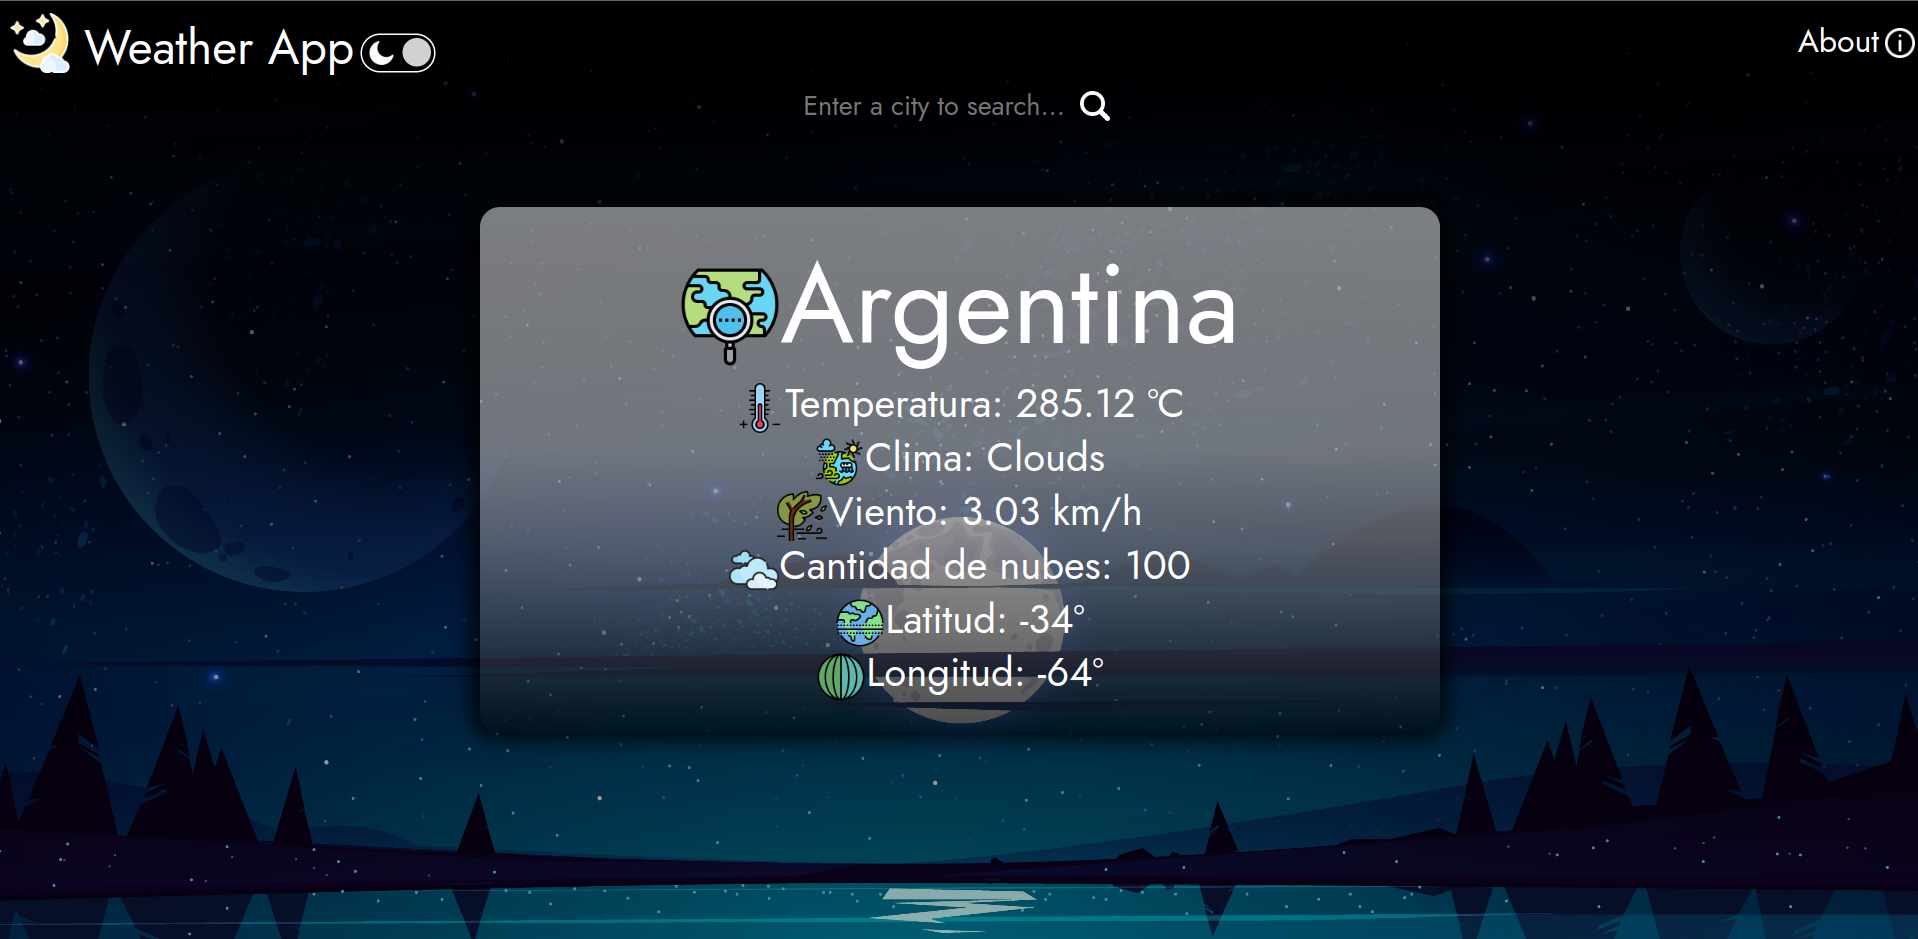 Weather App
About
Enter a city to search...
Argentina
Temperatura: 285.12 °C
Clima: Clouds
Viento: 3.03 km/h
Cantidad de nubes: 100
Latitud: -34°
Longitud: -64°